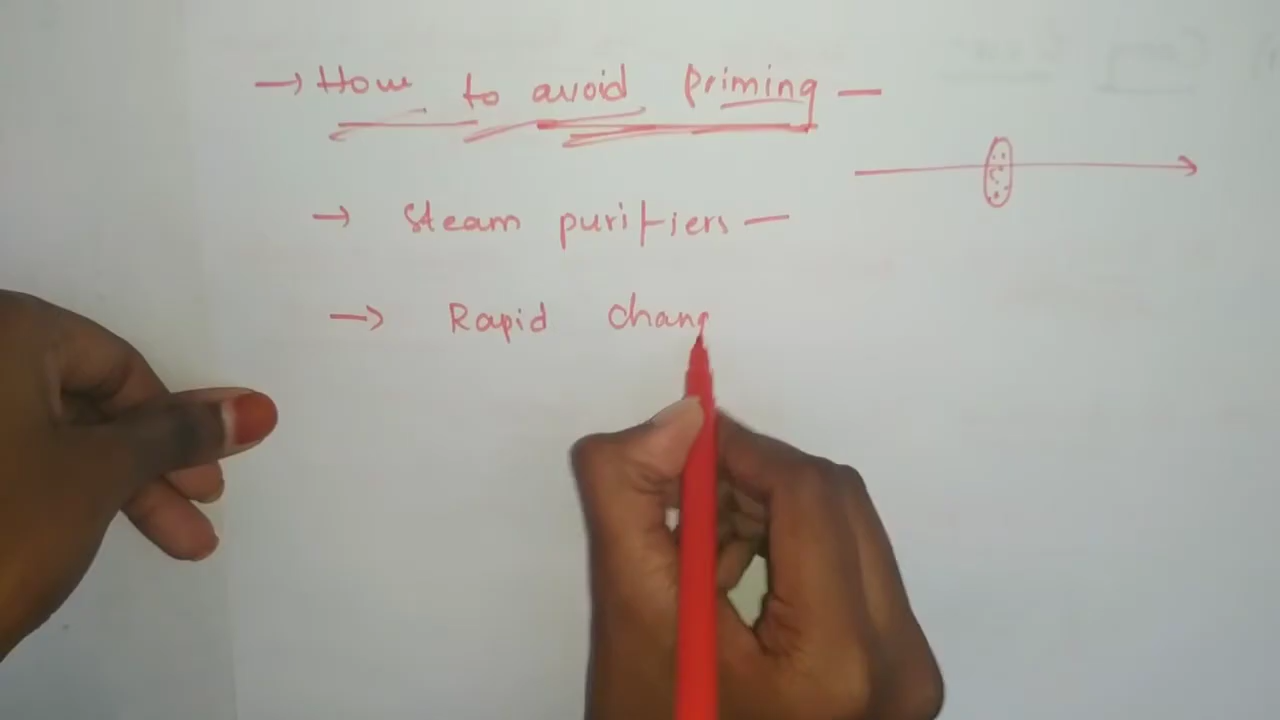 → How to avoid priming —
→ Steam purifiers —
→ Rapid chang